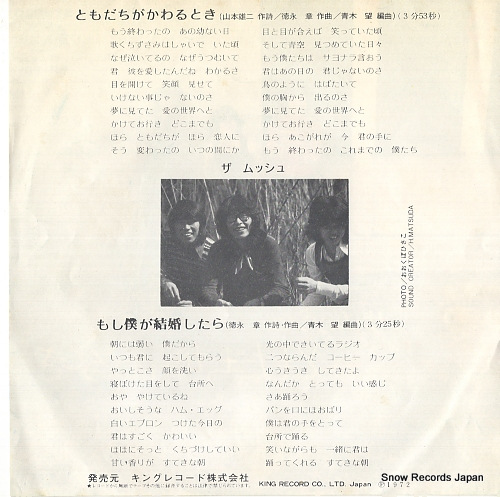 ともだちがかわるとき(山本雄二 作詩/徳永 章 作曲/青木 望 編曲)(3分53秒)
もう終わったの あの幼ない日
歌くちずさみはしゃいで いた頃
なぜ泣いてるの なぜうつむいて
君 彼を愛したんだね わかるさ
目を開けて 笑顔 見せて
いけない事じゃ ないのさ
夢に見てた 愛の世界へと
かけてお行き どこまでも
ほら ともだちが ほら 恋人に
そう 変わったの いつの間にか
目と目が合えば 笑っていた頃
そして青空 見つめていた日々
もう僕たちは サヨナラ言おう
君はあの日の 君じゃないのさ
鳥のように はばたいて
僕の胸から 出るのさ
夢に見てた 愛の世界へと
かけてお行き どこまでも
ほら あこがれが 今 君の手に
もう 終わったの これまでの 僕たち
ザ ムッシュ
PHOTO/おおくぼひさこ
SOUND CREATOR/H.MATSUDA
もし僕が結婚したら(徳永 章 作詩・作曲/青木 望 編曲)(3分25秒)
朝には弱い 僕だから
いつも君に 起こしてもらう
やっとこさ 顔を洗い
寝ぼけた目をして 台所へ
おや やけているね
おいしそうな ハム・エッグ
白いエプロン つけた今日の
君はすごく かわいい
ほほにそっと くちづけしていい
甘い香りが すてきな朝
光の中でさいてるラジオ
二つならんだ コーヒー カップ
心うきうき してきたよ
なんだか とっても いい感じ
さあ踊ろう
パンを口にほおばり
僕は君の手をとって
台所で踊る
笑いながらも 一緒に君は
踊ってくれる すてきな朝
発売元 キングレコード株式会社
KING RECORD CO., LTD. Japan Ⓟ1972
Snow Records Japan